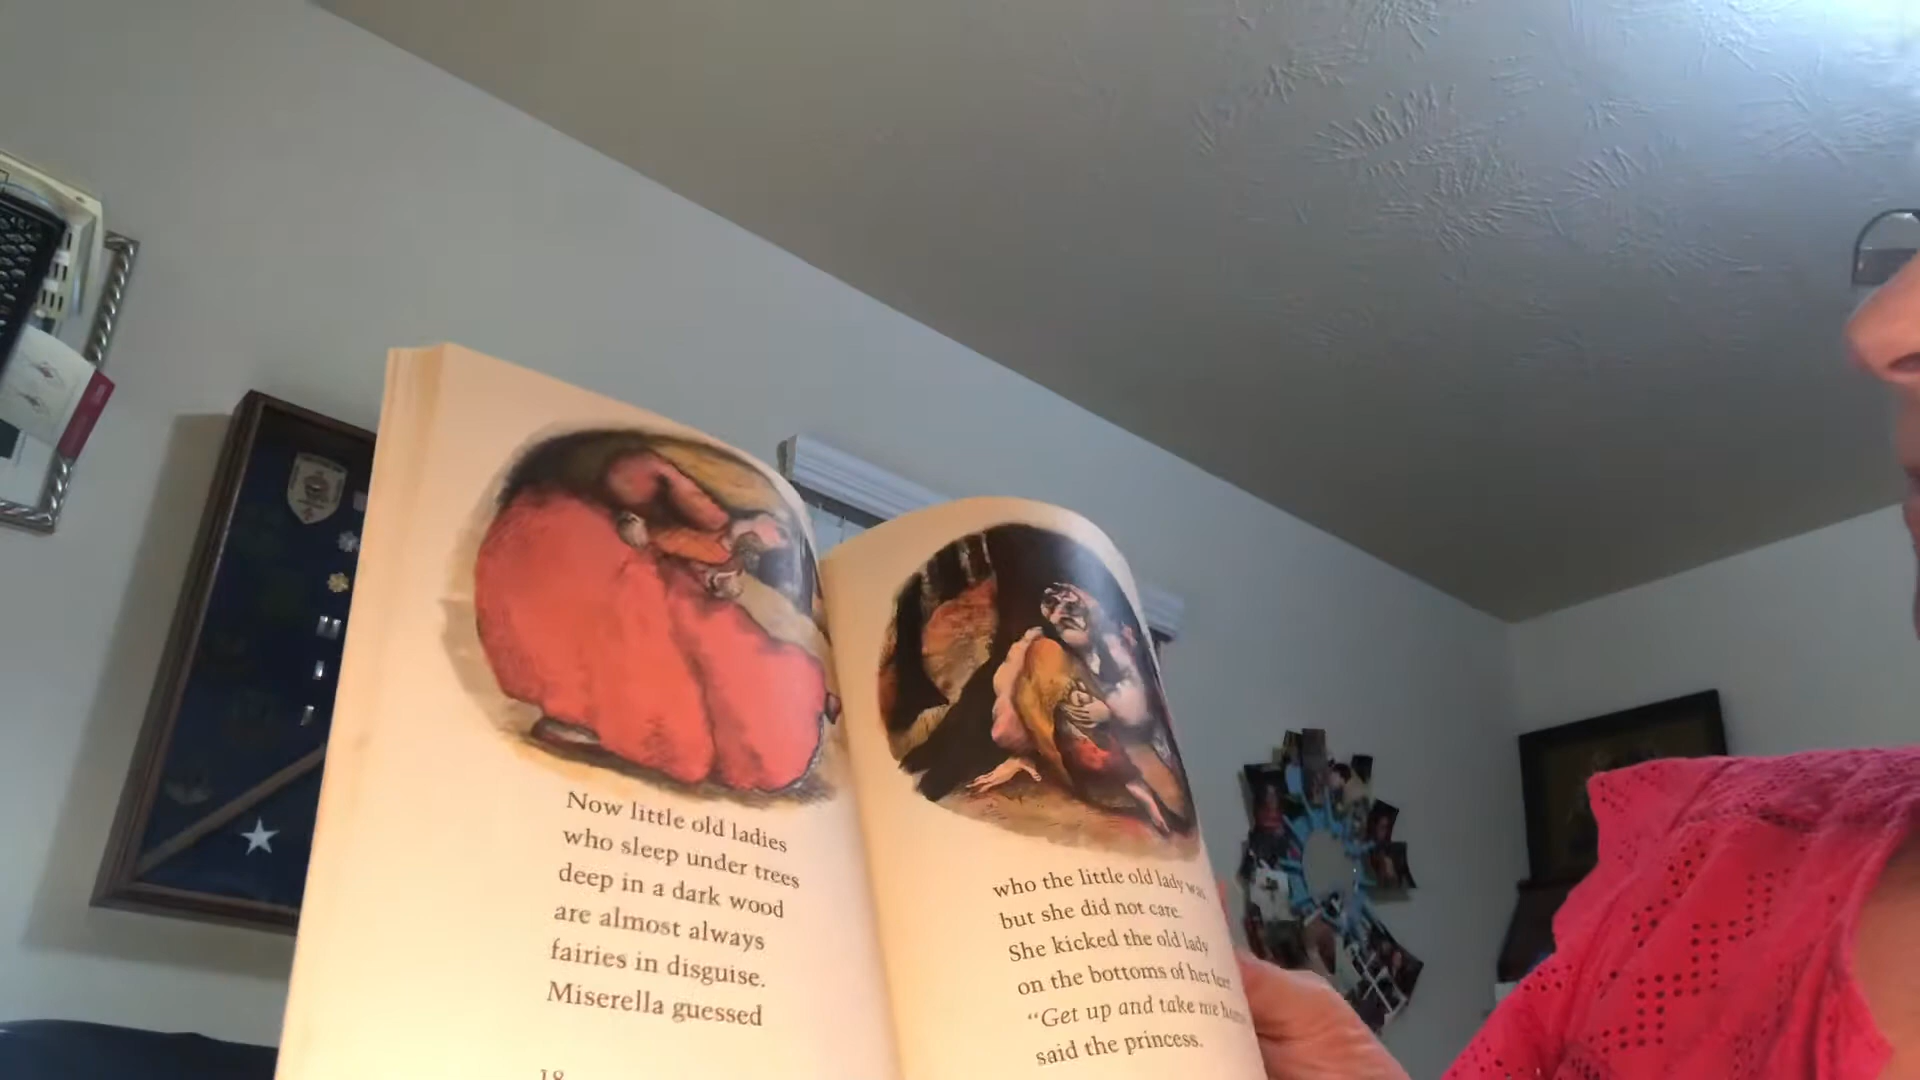 Now little old ladies
who sleep under trees
deep in a dark wood
are almost always
fairies in disguise.
Miserella guessed
18
who the little old lady was
but she did not care.
She kicked the old lady
on the bottoms of her feet.
“Get up and take me home,”
said the princess.